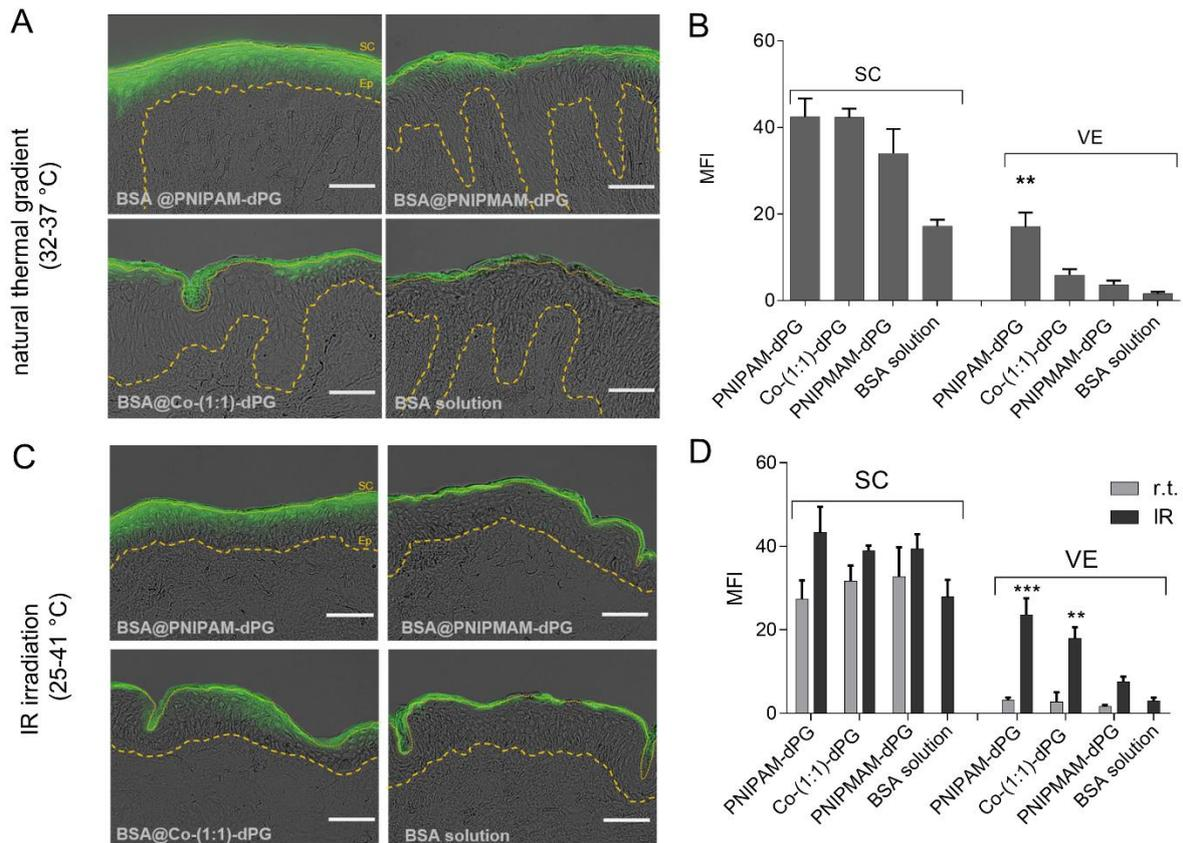 A
natural thermal gradient
(32-37 °C)
SC
Ep
BSA @PNIPAM-dPG
BSA@PNIPMAM-dPG
BSA@Co-(1:1)-dPG
BSA solution
B
MFI
60
40
20
0
SC
VE
**
PNIPAM-dPG
Co-(1:1)-dPG
PNIPMAM-dPG
BSA solution
PNIPAM-dPG
Co-(1:1)-dPG
PNIPMAM-dPG
BSA solution
C
IR irradiation
(25-41 °C)
SC
Ep
BSA@PNIPAM-dPG
BSA@PNIPMAM-dPG
BSA@Co-(1:1)-dPG
BSA solution
D
MFI
60
40
20
0
SC
VE
r.t.
IR
***
**
PNIPAM-dPG
Co-(1:1)-dPG
PNIPMAM-dPG
BSA solution
PNIPAM-dPG
Co-(1:1)-dPG
PNIPMAM-dPG
BSA solution